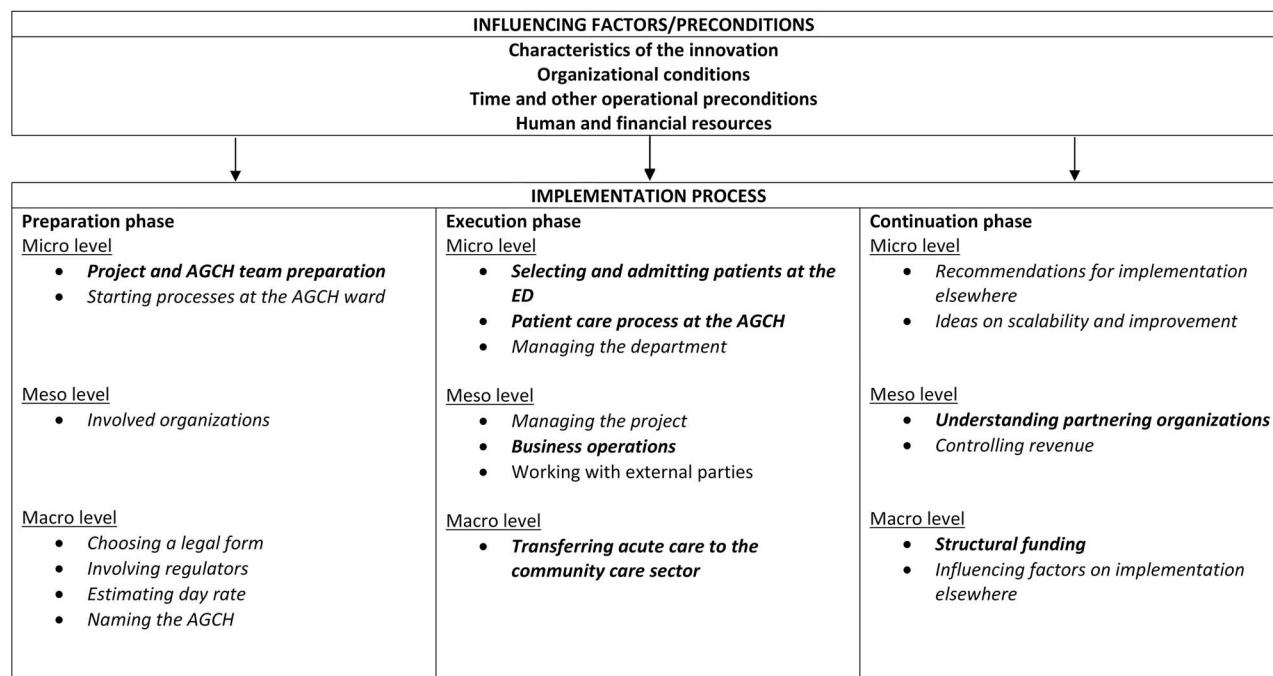 INFLUENCING FACTORS/PRECONDITIONS
Characteristics of the innovation
Organizational conditions
Time and other operational preconditions
Human and financial resources
IMPLEMENTATION PROCESS
Preparation phase
Micro level
• Project and AGCH team preparation
• Starting processes at the AGCH ward
Meso level
• Involved organizations
Macro level
• Choosing a legal form
• Involving regulators
• Estimating day rate
• Naming the AGCH
Execution phase
Micro level
• Selecting and admitting patients at the
ED
• Patient care process at the AGCH
• Managing the department
Meso level
• Managing the project
• Business operations
• Working with external parties
Macro level
• Transferring acute care to the
community care sector
Continuation phase
Micro level
• Recommendations for implementation
elsewhere
• Ideas on scalability and improvement
Meso level
• Understanding partnering organizations
• Controlling revenue
Macro level
• Structural funding
• Influencing factors on implementation
elsewhere